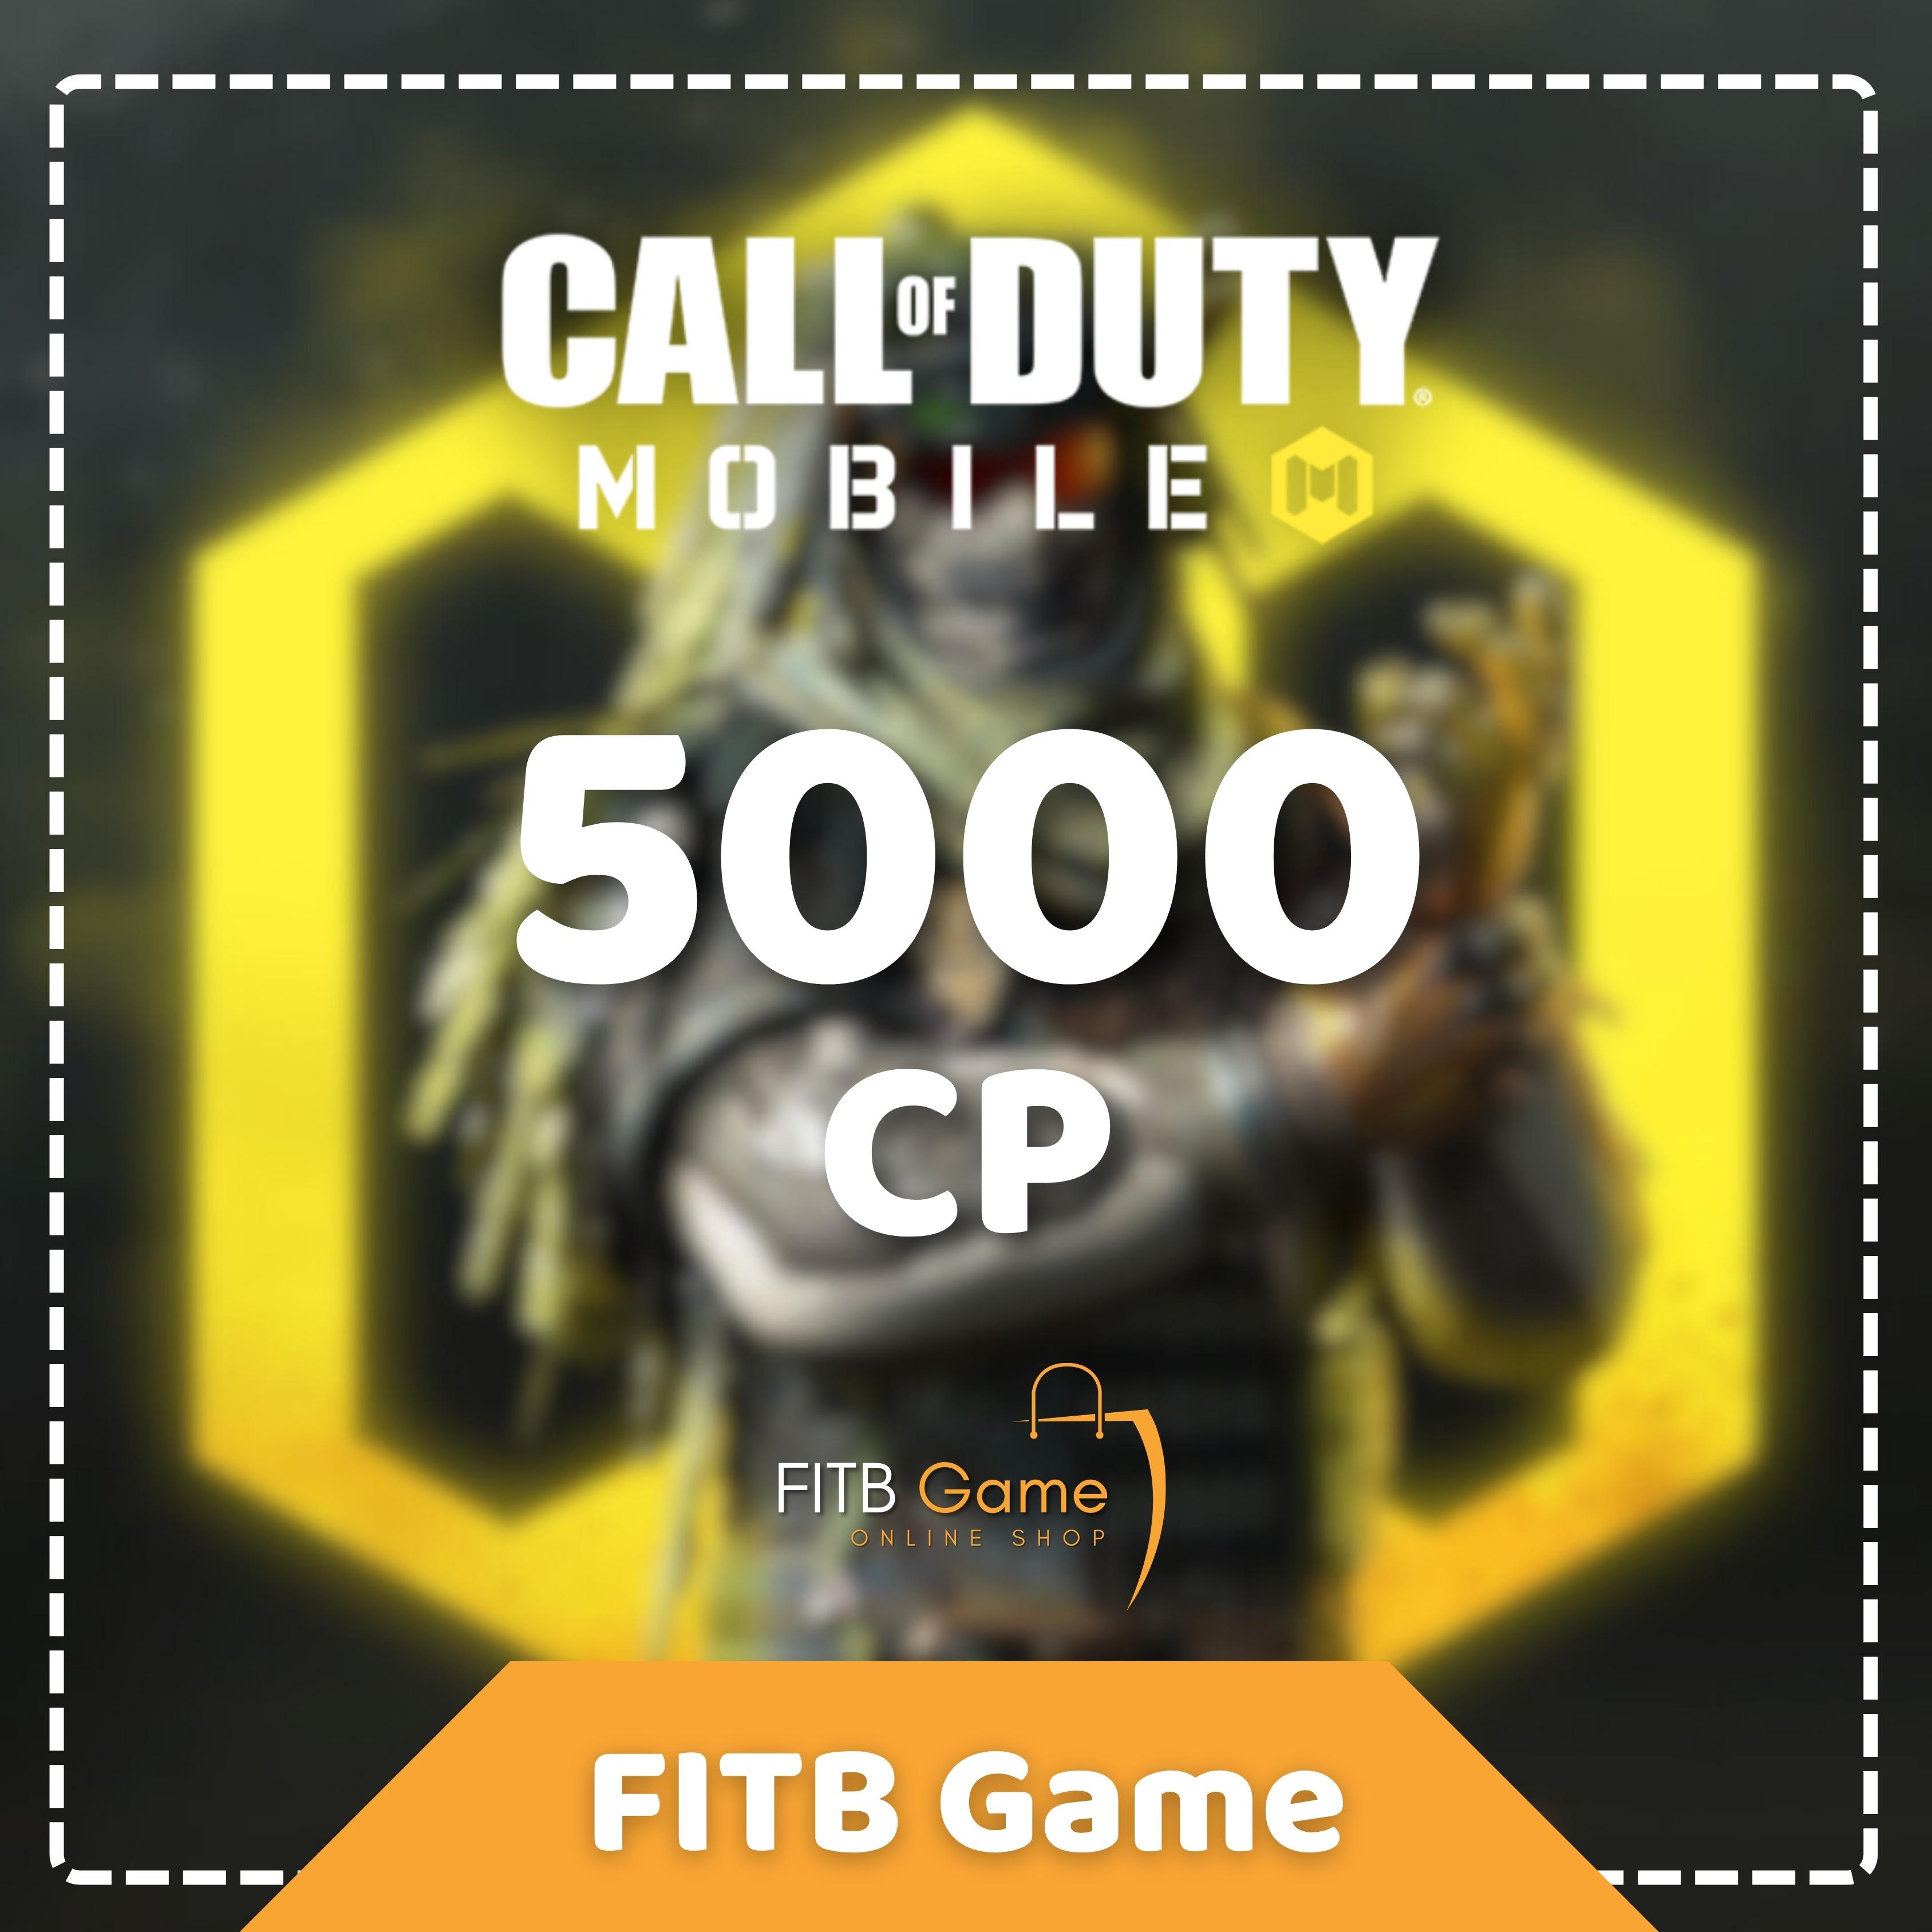 CALL OF DUTY®
MOBILE
5000
CP
FITB Game
ONLINE SHOP
FITB Game